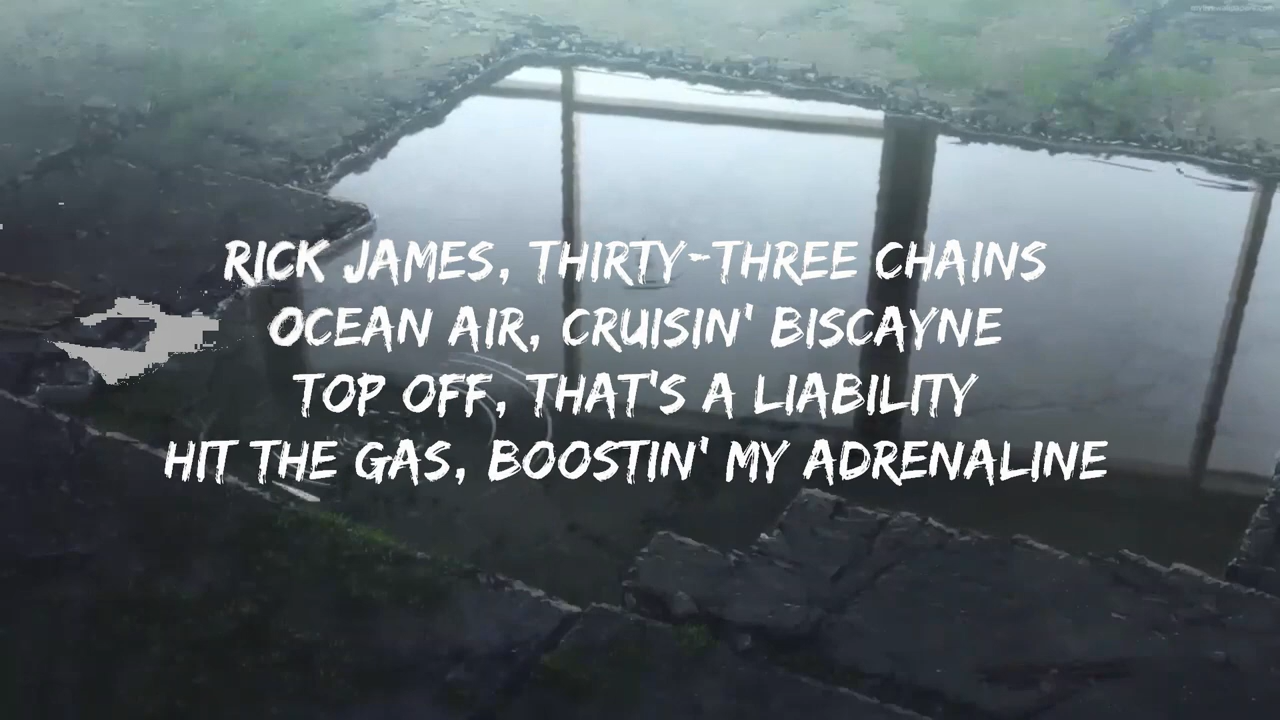 RICK JAMES, THIRTY-THREE CHAINS
OCEAN AIR, CRUISIN' BISCAYNE
TOP OFF, THAT'S A LIABILITY
HIT THE GAS, BOOSTIN' MY ADRENALINE